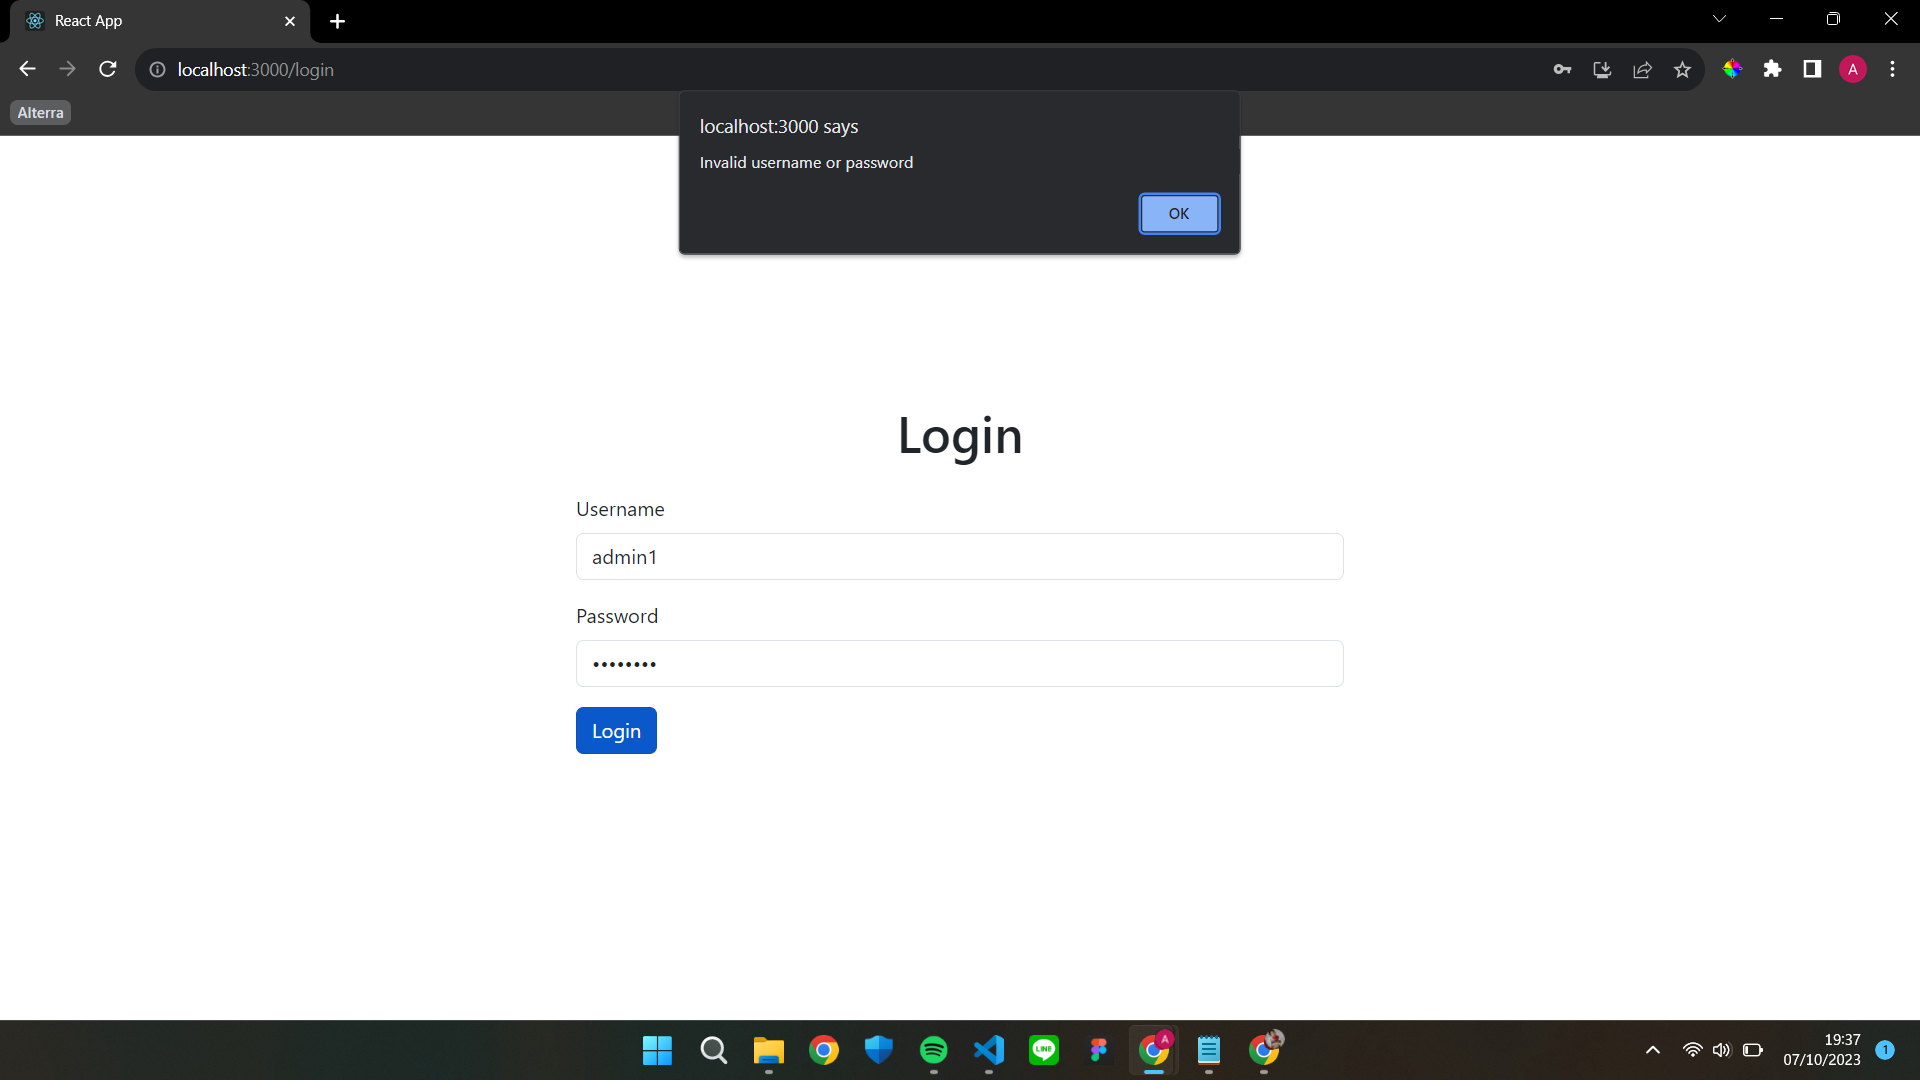 React App
localhost:3000/login
A
Alterra
localhost:3000 says
Invalid username or password
OK
Login
Username
admin1
Password
••••••••
Login
LINE
A
19:37
07/10/2023
1